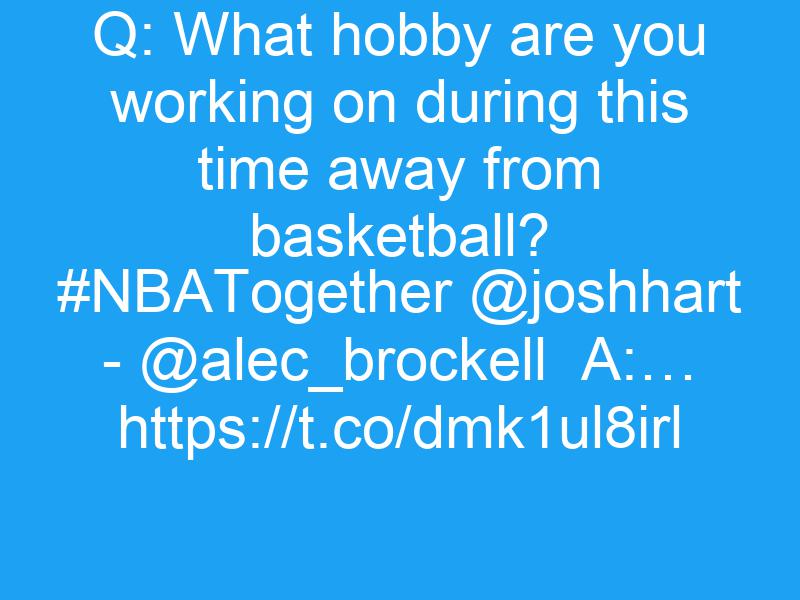 Q: What hobby are you
working on during this
time away from
basketball?
#NBATogether @joshhart
- @alec_brockell  A:…
https://t.co/dmk1ul8irl